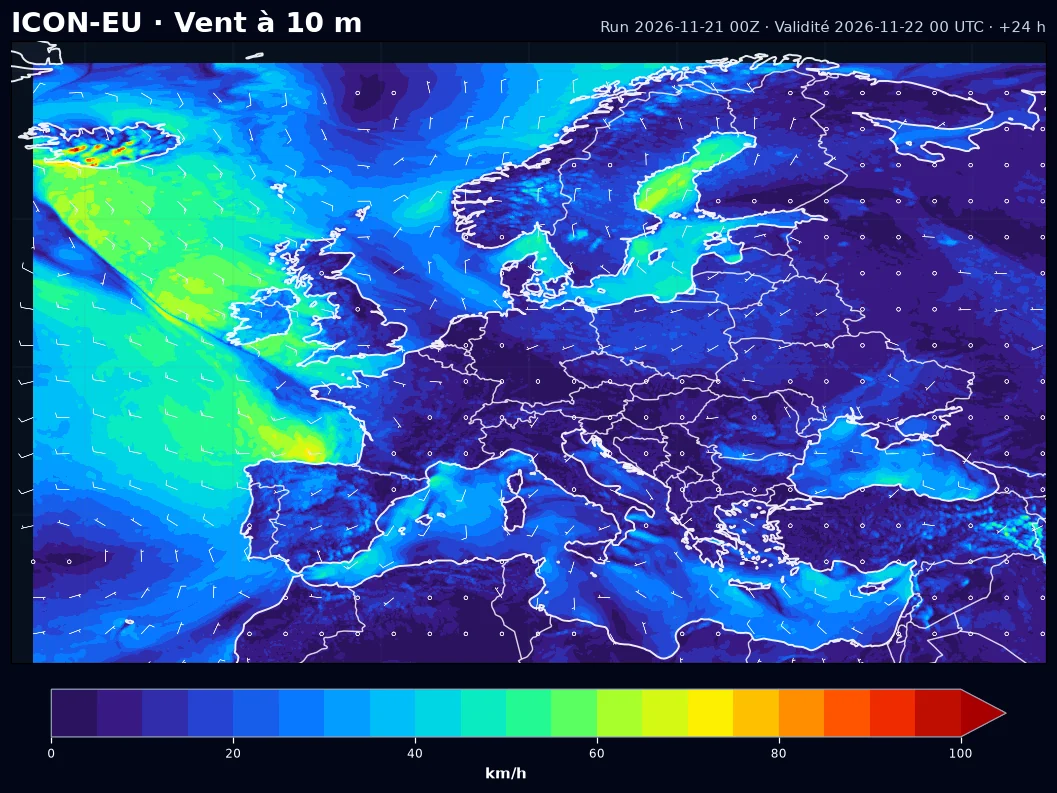 ICON-EU · Vent à 10 m
Run 2026-11-21 00Z · Validité 2026-11-22 00 UTC · +24 h
0 20 40 60 80 100
km/h